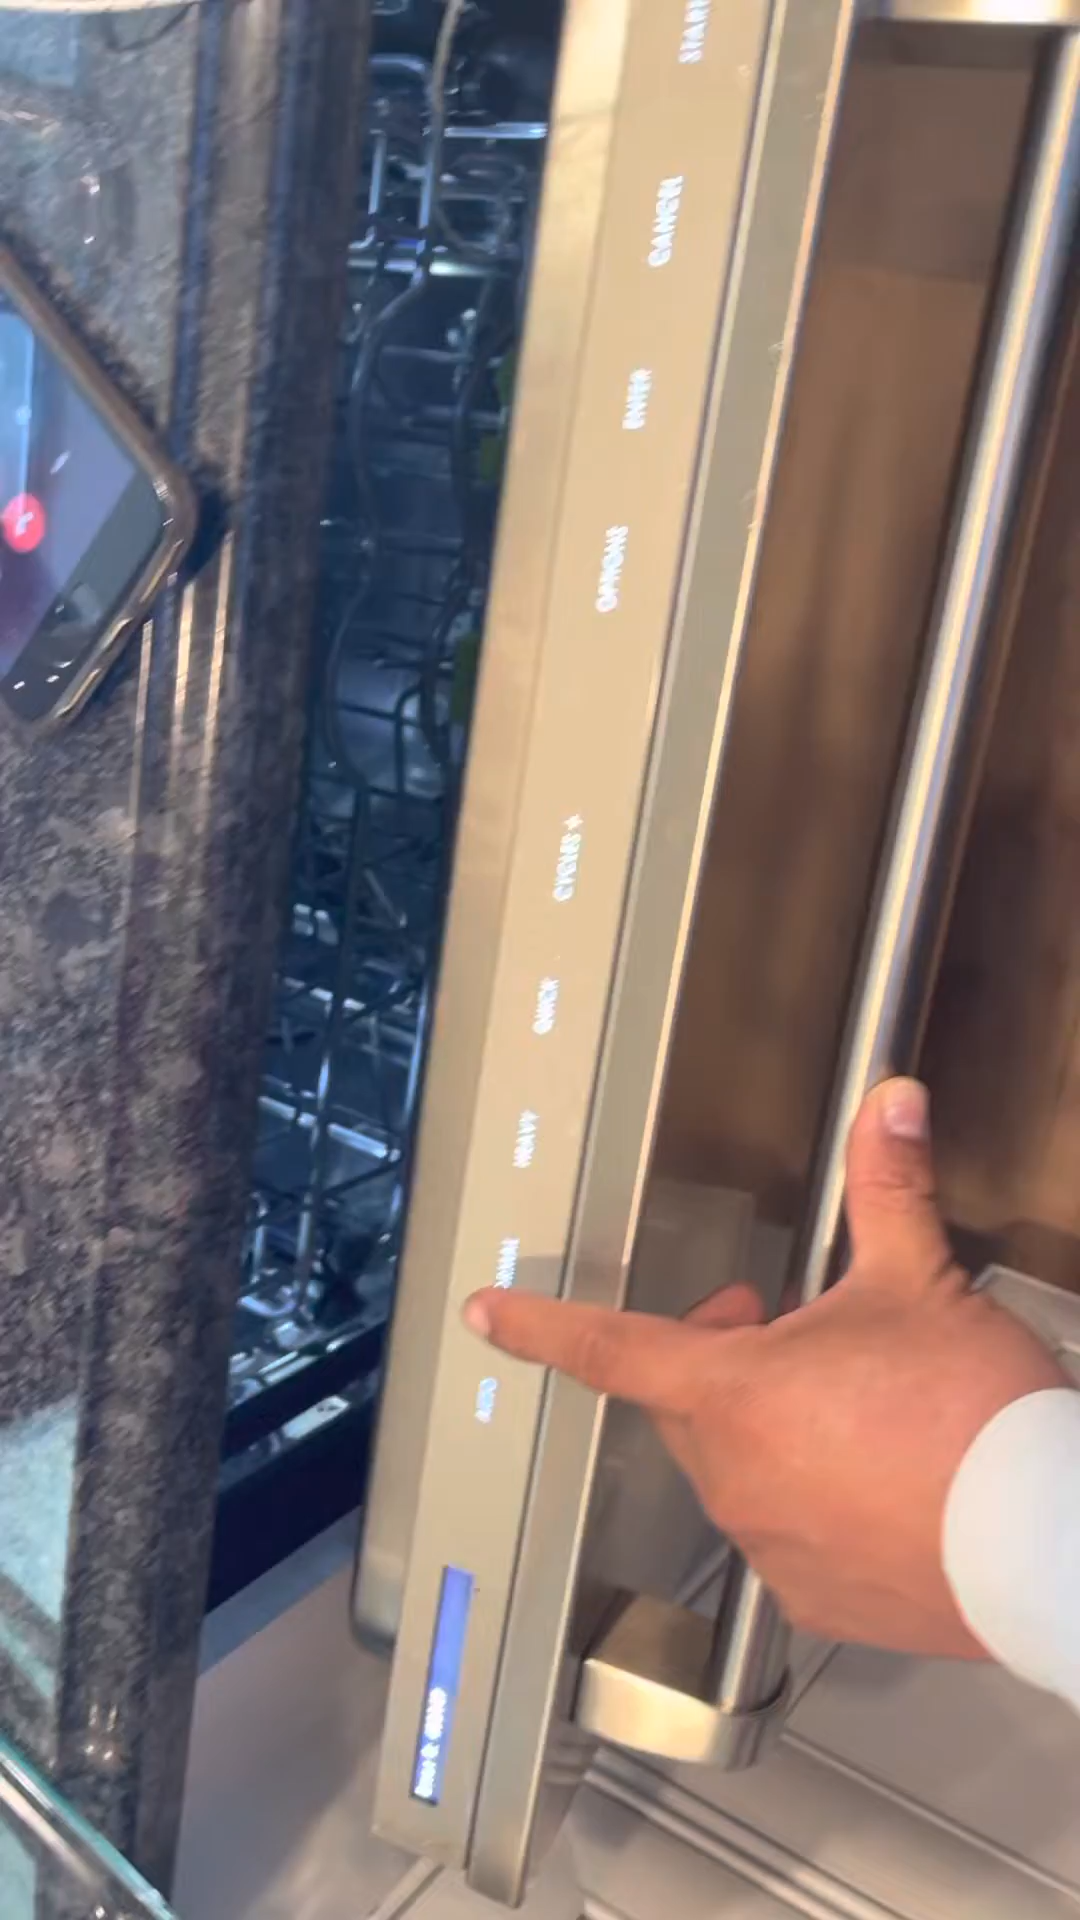 AUTO
HEAVY
QUICK
CYCLES +
OPTIONS
ENTER
CANCEL
START